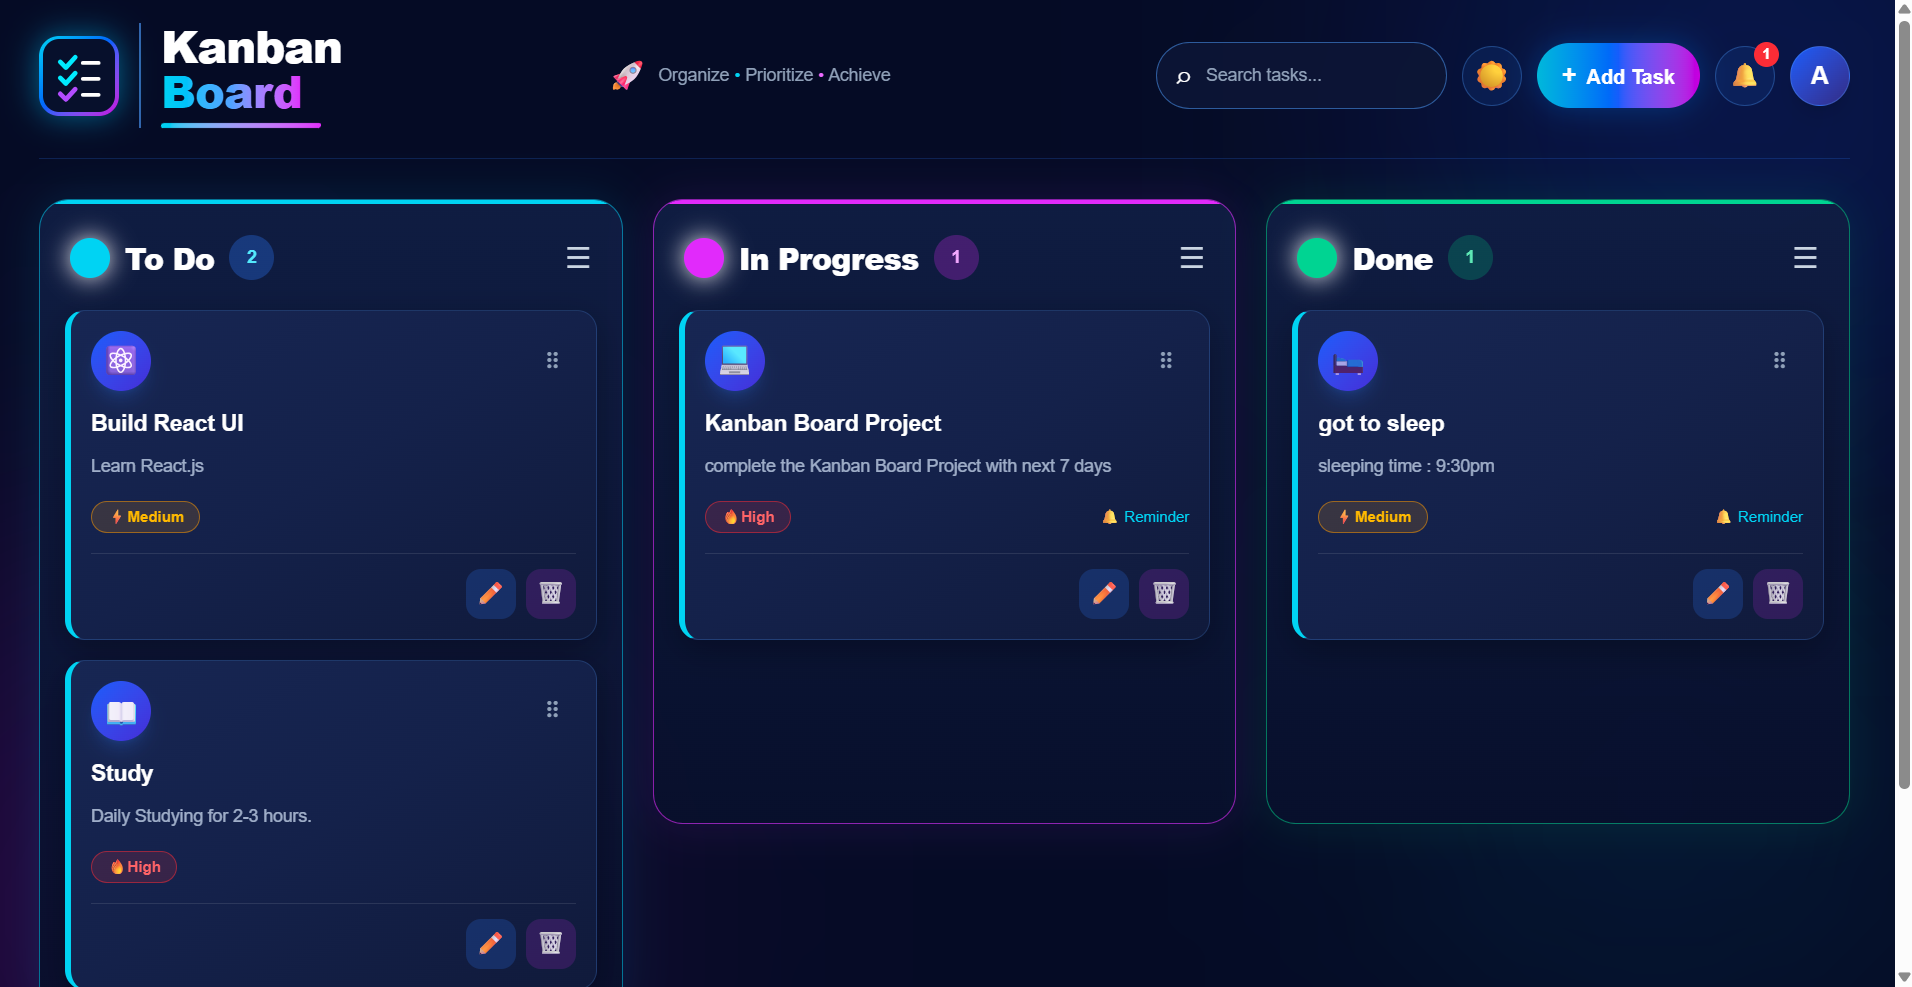 Kanban
Board
Organize • Prioritize • Achieve
Search tasks...
+ Add Task
1
A
To Do 2
Build React UI
Learn React.js
Medium
Study
Daily Studying for 2-3 hours.
High
In Progress 1
Kanban Board Project
complete the Kanban Board Project with next 7 days
High Reminder
Done 1
got to sleep
sleeping time : 9:30pm
Medium Reminder